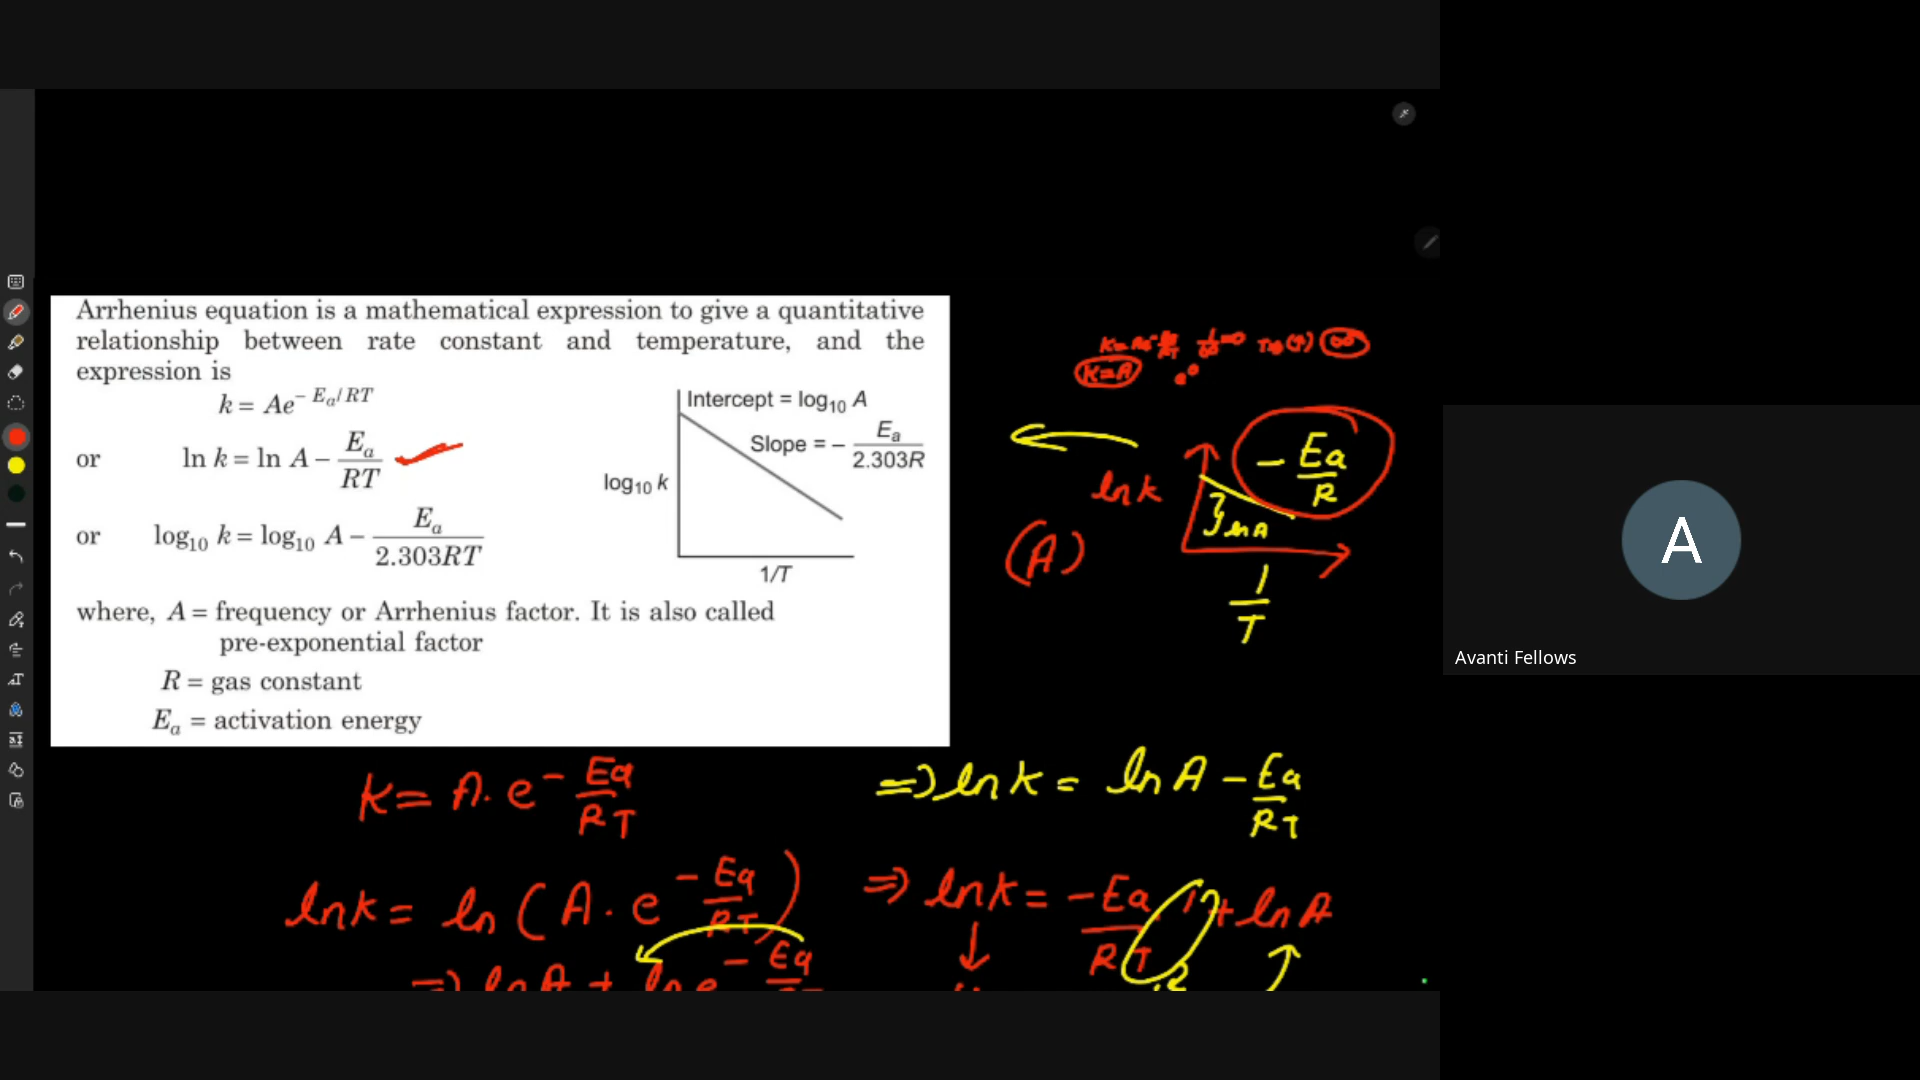 Arrhenius equation is a mathematical expression to give a quantitative
relationship between rate constant and temperature, and the
expression is
k = Ae^(– Ea/RT)
or ln k = ln A – Ea/RT
or log10 k = log10 A – Ea/2.303RT
Intercept = log10 A
Slope = – Ea/2.303R
log10 k
1/T
where, A = frequency or Arrhenius factor. It is also called
pre-exponential factor
R = gas constant
Ea = activation energy
K=A
e^0
∞
– Ea/R
ln k
ln A
(A)
1/T
K = A. e^(– Ea/RT)
ln k = ln (A. e^(– Ea/RT))
=) ln A + ln e^(– Ea
=) ln k = ln A – Ea/RT
=) ln k = –Ea/RT + ln A
Avanti Fellows
A